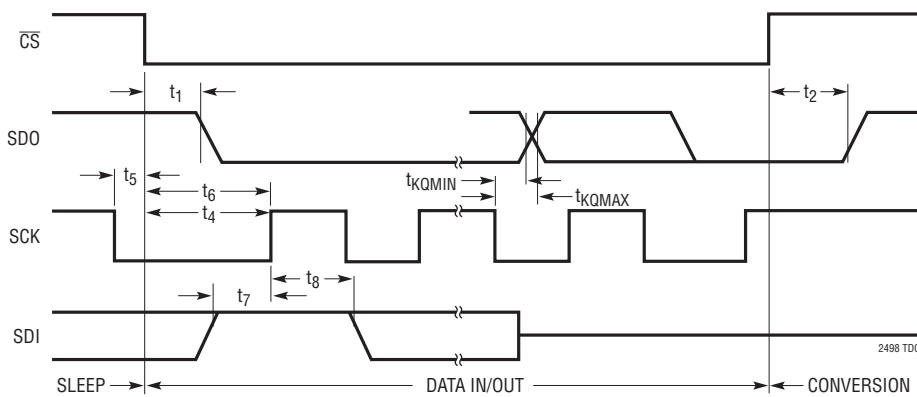 CS
t1
t2
SDO
t5
t6
tKQMIN
t4
tKQMAX
SCK
t8
t7
SDI
2498 TD0
SLEEP
DATA IN/OUT
CONVERSION